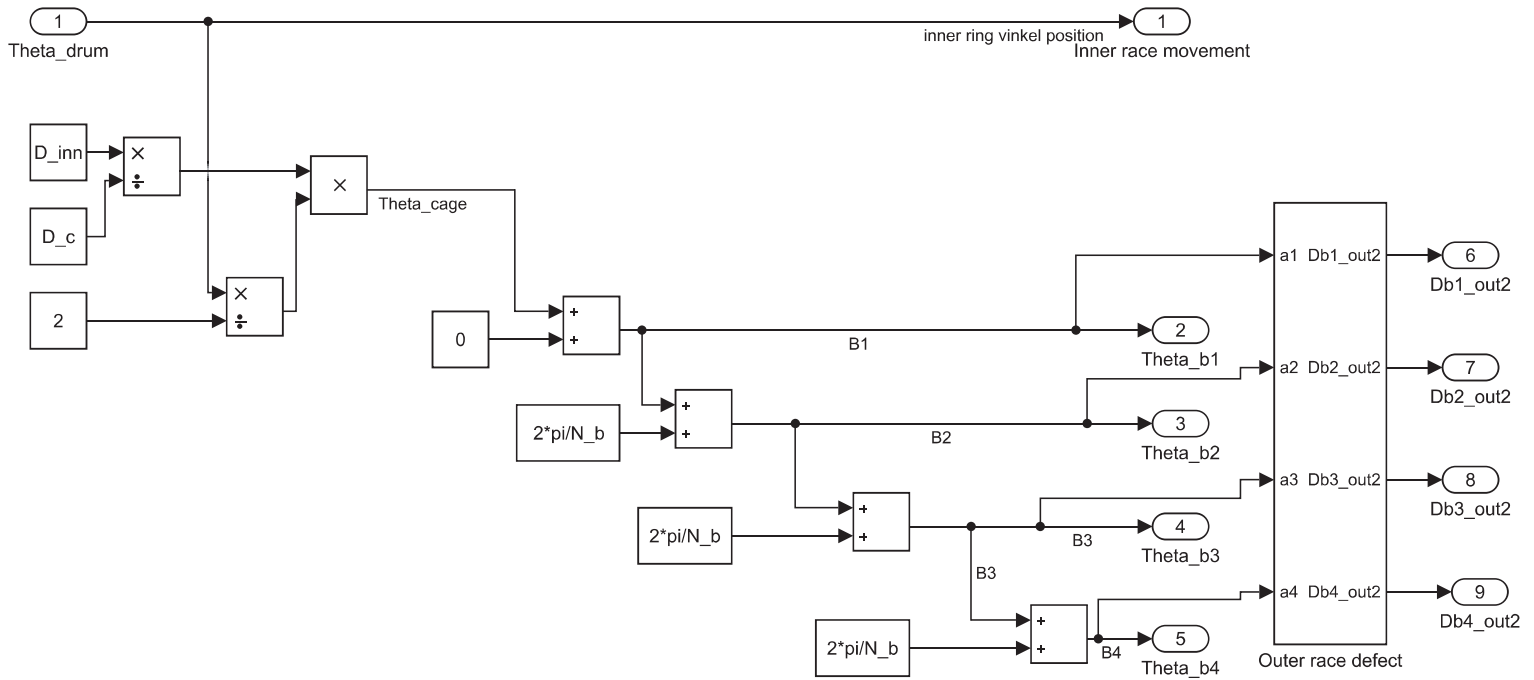 1
Theta_drum
inner ring vinkel position
1
Inner race movement
D_inn
×
÷
D_c
2
×
÷
×
Theta_cage
0
+
+
B1
2
Theta_b1
2*pi/N_b
+
+
B2
3
Theta_b2
2*pi/N_b
+
+
B3
B3
4
Theta_b3
2*pi/N_b
+
+
B4
5
Theta_b4
a1 Db1_out2
a2 Db2_out2
a3 Db3_out2
a4 Db4_out2
Outer race defect
6
Db1_out2
7
Db2_out2
8
Db3_out2
9
Db4_out2